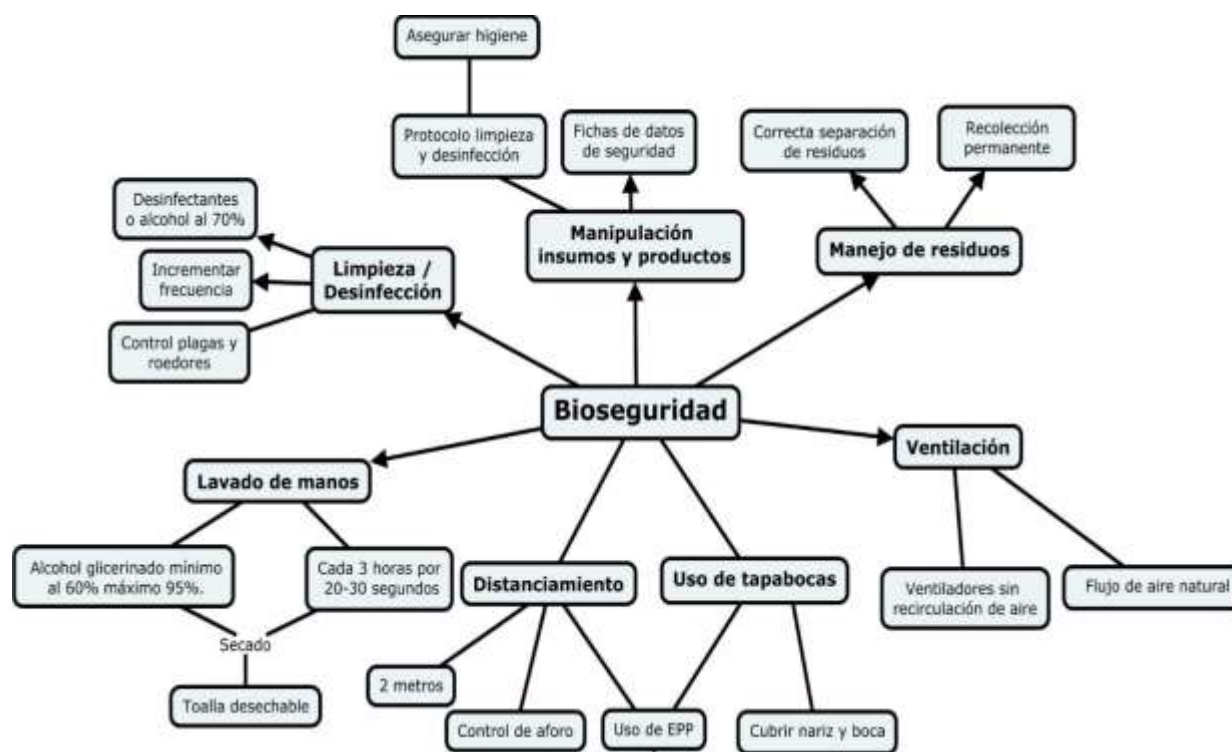 Asegurar higiene
Protocolo limpieza
y desinfección
Fichas de datos
de seguridad
Correcta separación
de residuos
Recolección
permanente
Desinfectantes
o alcohol al 70%
Incrementar
frecuencia
Control plagas y
roedores
Limpieza /
Desinfección
Manipulación
insumos y productos
Manejo de residuos
Bioseguridad
Lavado de manos
Ventilación
Alcohol glicerinado mínimo
al 60% máximo 95%.
Cada 3 horas por
20-30 segundos
Secado
Toalla desechable
Distanciamiento
Uso de tapabocas
2 metros
Control de aforo
Uso de EPP
Cubrir nariz y boca
Ventiladores sin
recirculación de aire
Flujo de aire natural